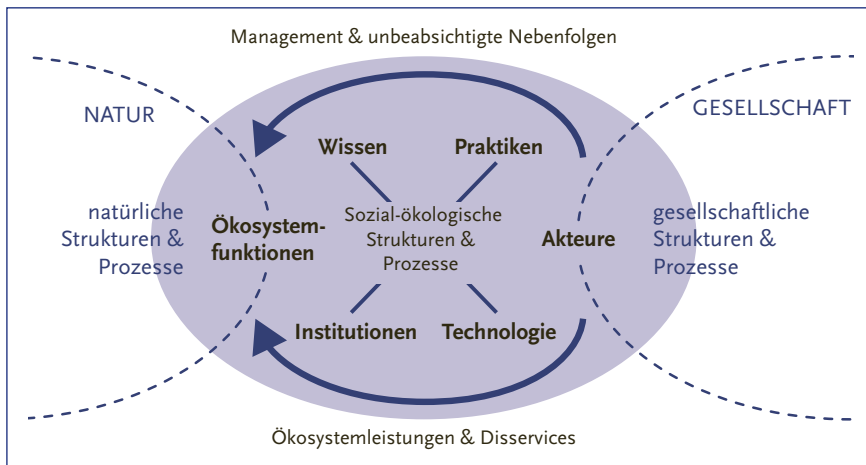 Management & unbeabsichtigte Nebenfolgen
NATUR
GESELLSCHAFT
Wissen
Praktiken
natürliche
Strukturen &
Prozesse
Ökosystem-
funktionen
Sozial-ökologische
Strukturen &
Prozesse
Akteure
gesellschaftliche
Strukturen &
Prozesse
Institutionen
Technologie
Ökosystemleistungen & Disservices